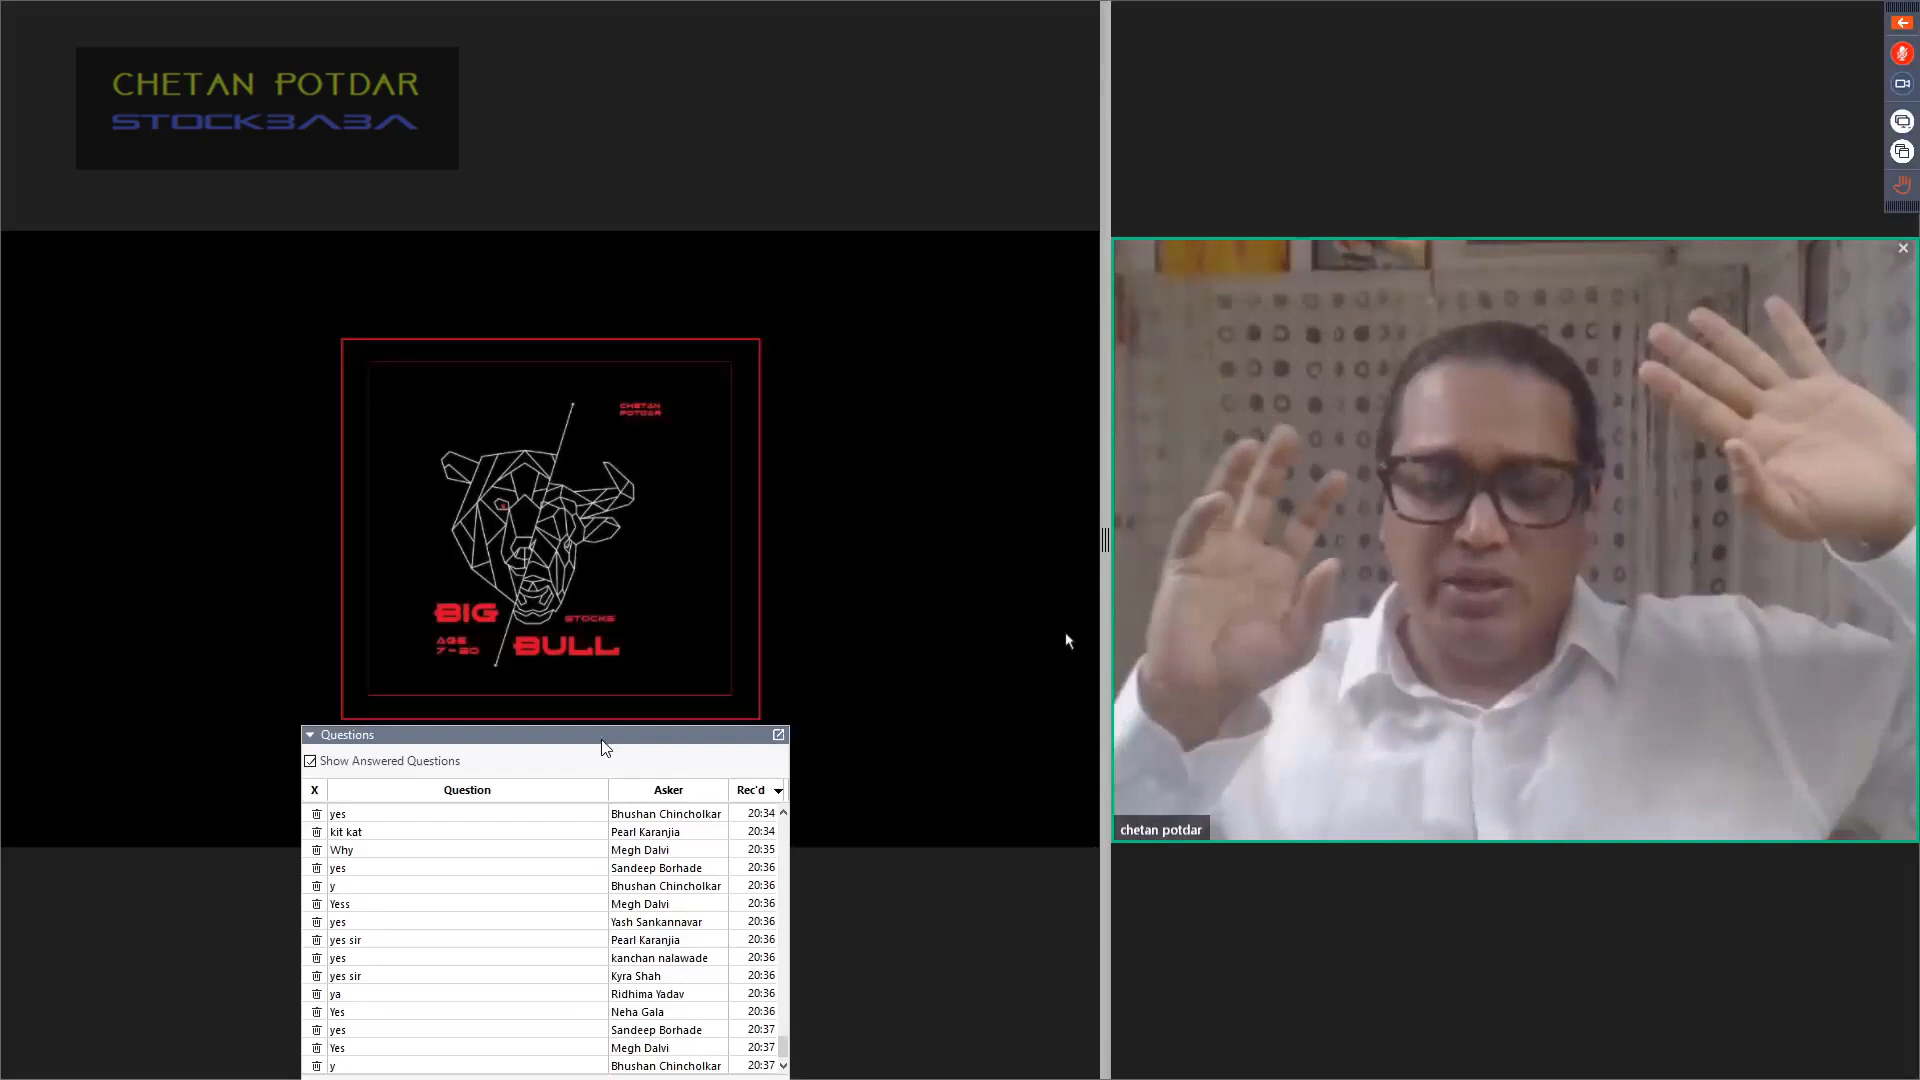 CHETAN POTDAR
STOCKBABA
CHETAN
POTDAR
BIG
STOCKS
AGE
7-20
BULL
Questions
Show Answered Questions
X Question Asker Rec'd
yes Bhushan Chincholkar 20:34
kit kat Pearl Karanjia 20:34
Why Megh Dalvi 20:35
yes Sandeep Borhade 20:36
y Bhushan Chincholkar 20:36
Yess Megh Dalvi 20:36
yes Yash Sankannavar 20:36
yes sir Pearl Karanjia 20:36
yes kanchan nalawade 20:36
yes sir Kyra Shah 20:36
ya Ridhima Yadav 20:36
Yes Neha Gala 20:36
yes Sandeep Borhade 20:37
Yes Megh Dalvi 20:37
y Bhushan Chincholkar 20:37
chetan potdar